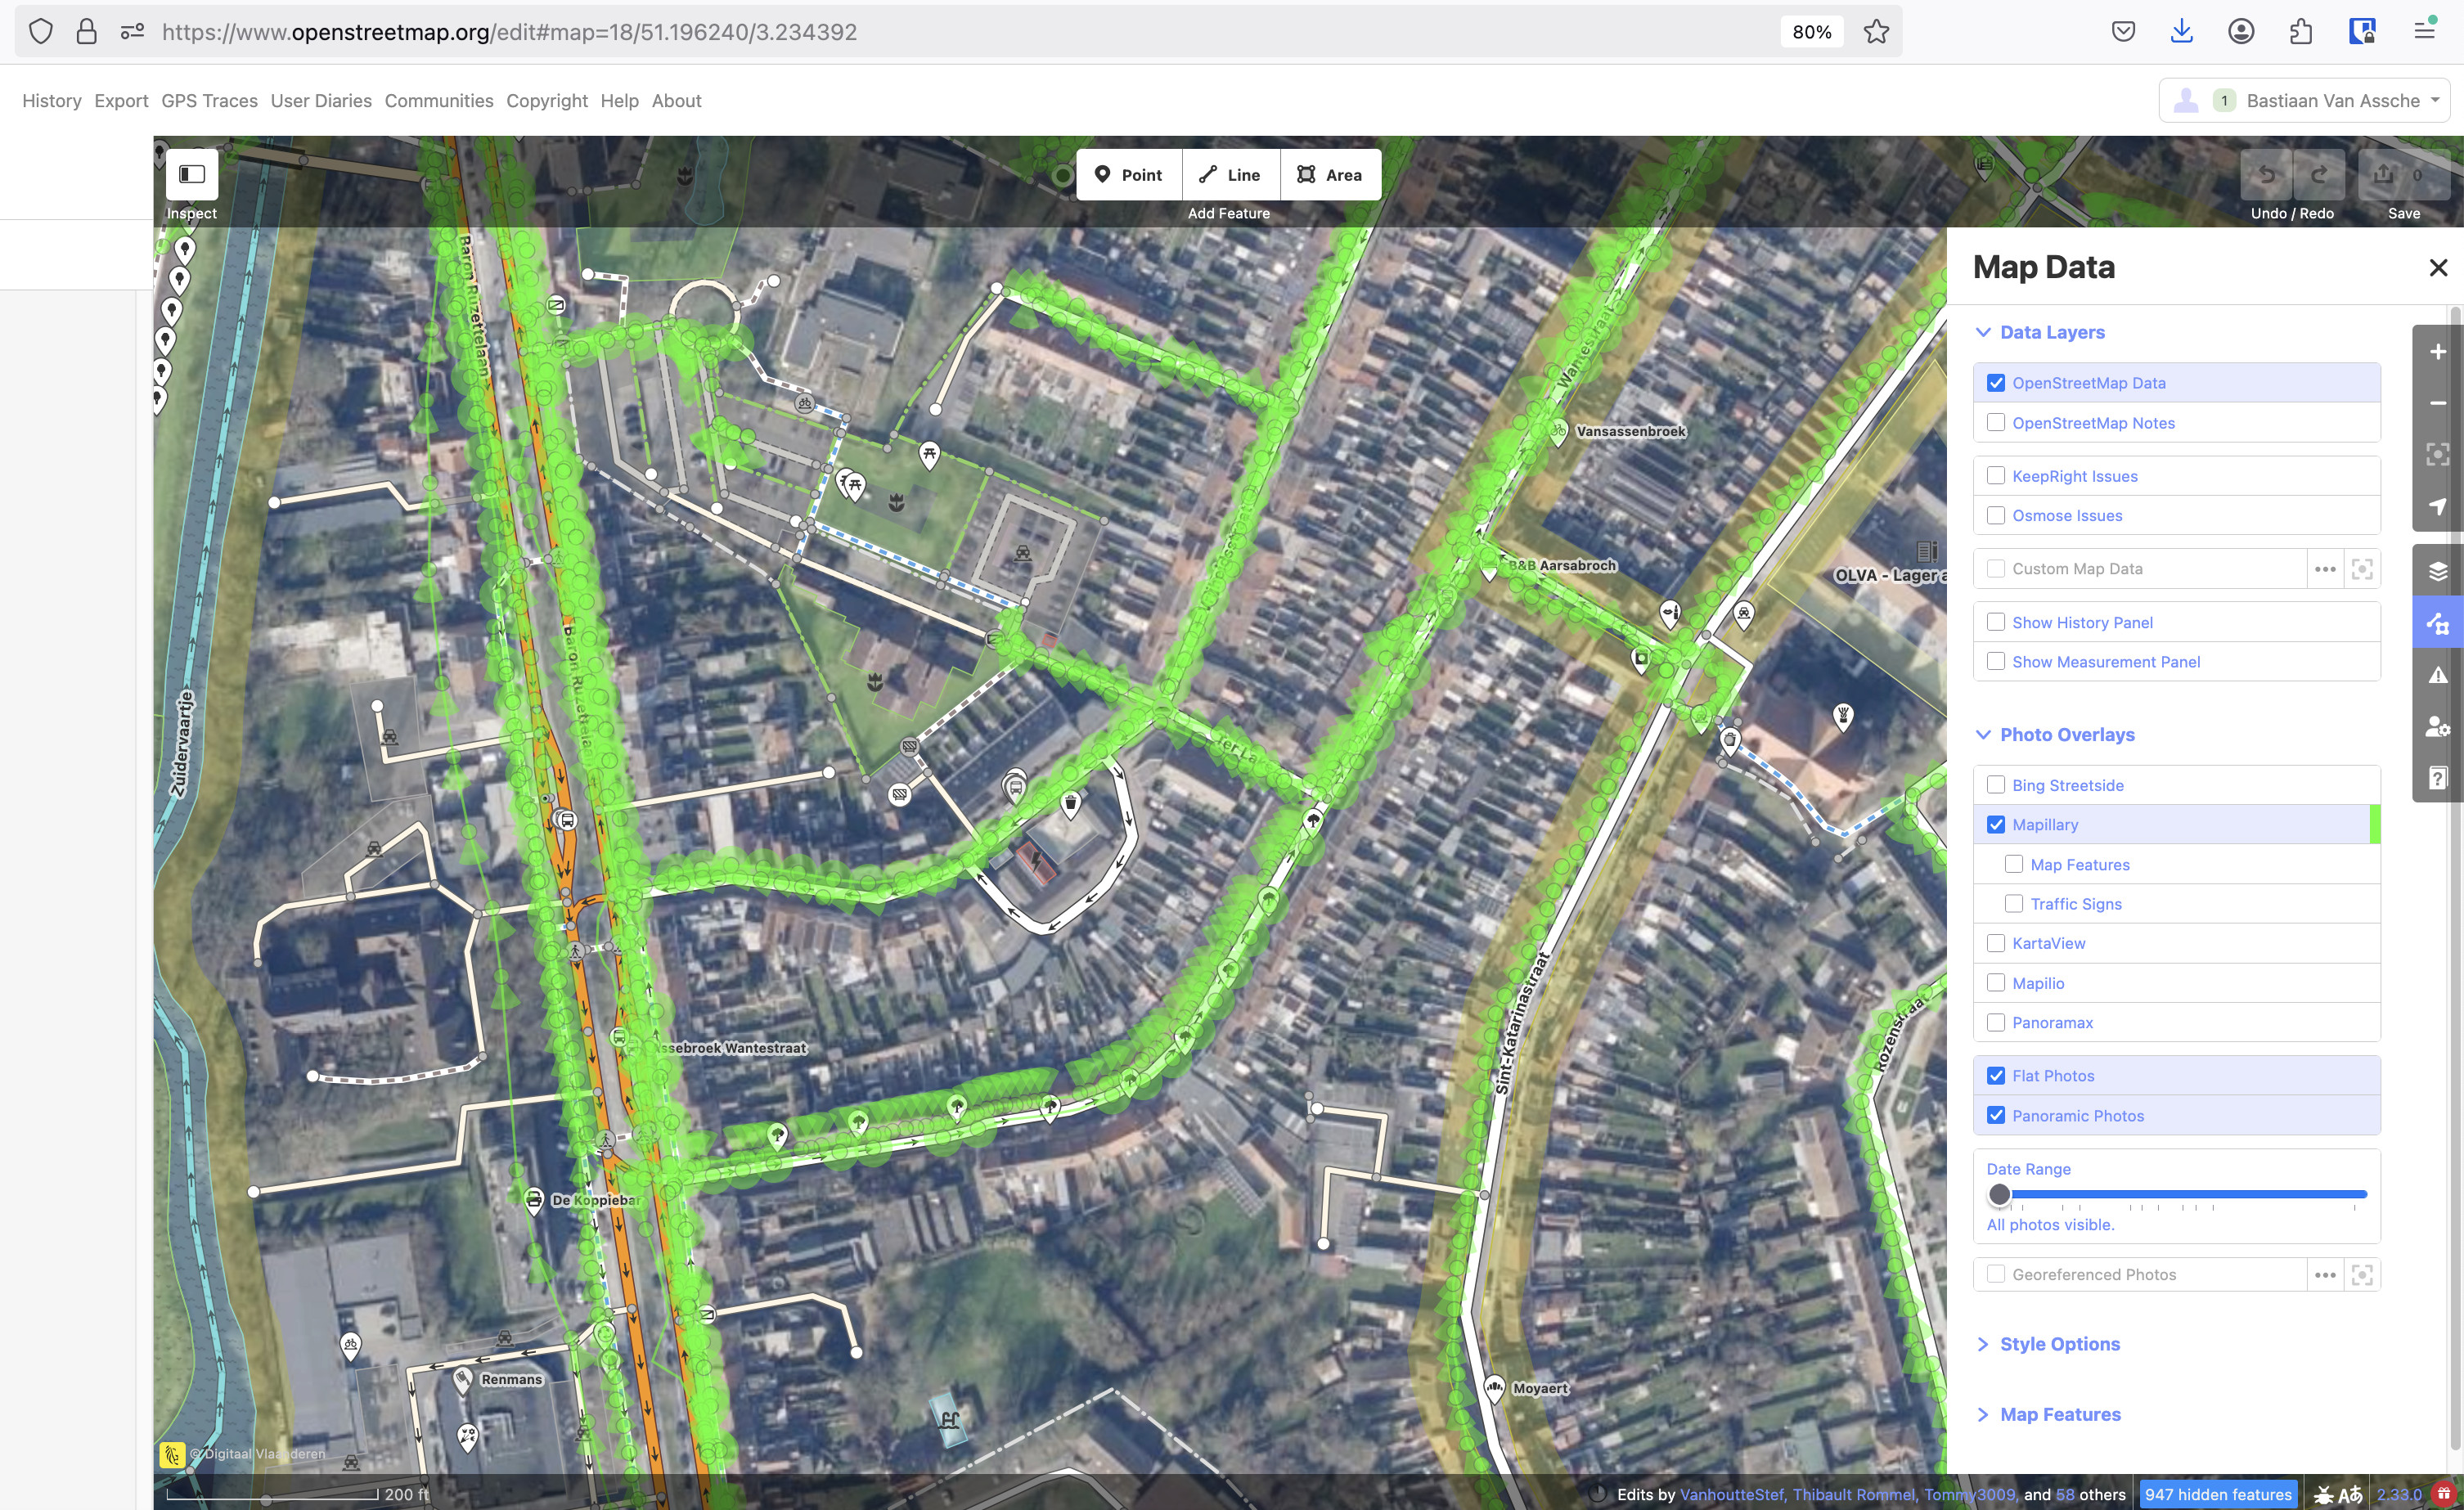 https://www.openstreetmap.org/edit#map=18/51.196240/3.234392
80%
History Export GPS Traces User Diaries Communities Copyright Help About
1 Bastiaan Van Assche
Inspect
Point
Line
Area
Add Feature
Undo / Redo
0
Save
Map Data
Data Layers
OpenStreetMap Data
OpenStreetMap Notes
KeepRight Issues
Osmose Issues
Custom Map Data
Show History Panel
Show Measurement Panel
Photo Overlays
Bing Streetside
Mapillary
Map Features
Traffic Signs
KartaView
Mapilio
Panoramax
Flat Photos
Panoramic Photos
Date Range
All photos visible.
Georeferenced Photos
Style Options
Map Features
Baron Ruzettelaan
Wantestraat
Vansassenbroek
B&B Aarsabroch
OLVA - Lager
Zuidervaartje
Baron Ruzettelaan
ssebroek Wantestraat
Sint-Katarinastraat
Rozenstraat
De Koppiebar
Renmans
Moyaert
© Digitaal Vlaanderen
200 ft
Edits by VanhoutteStef, Thibault Rommel, Tommy3009, and 58 others
947 hidden features
2.33.0